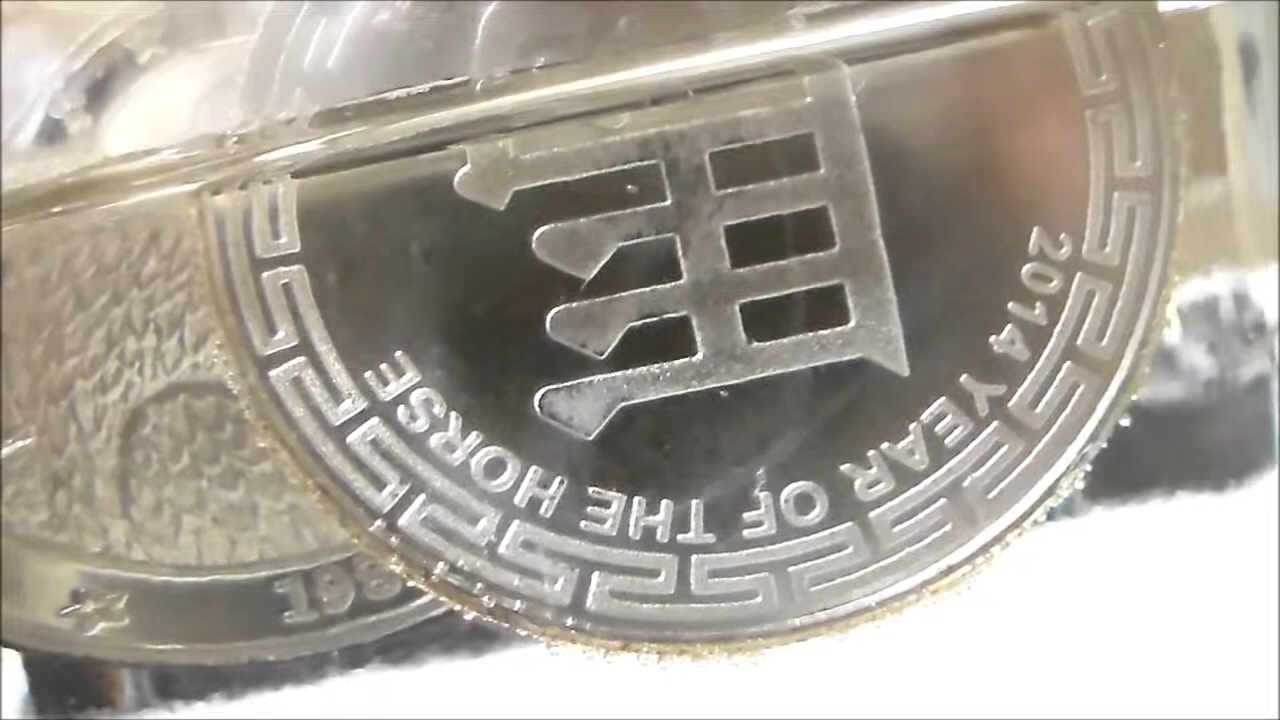 2014 YEAR OF THE HORSE
馬